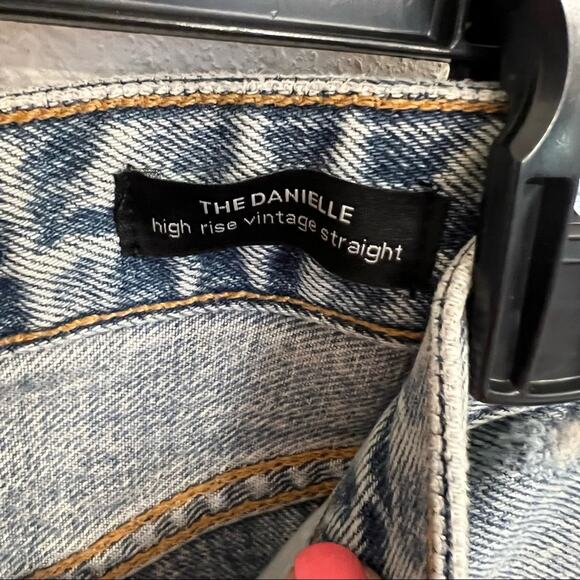 THE DANIELLE
high rise vintage straight